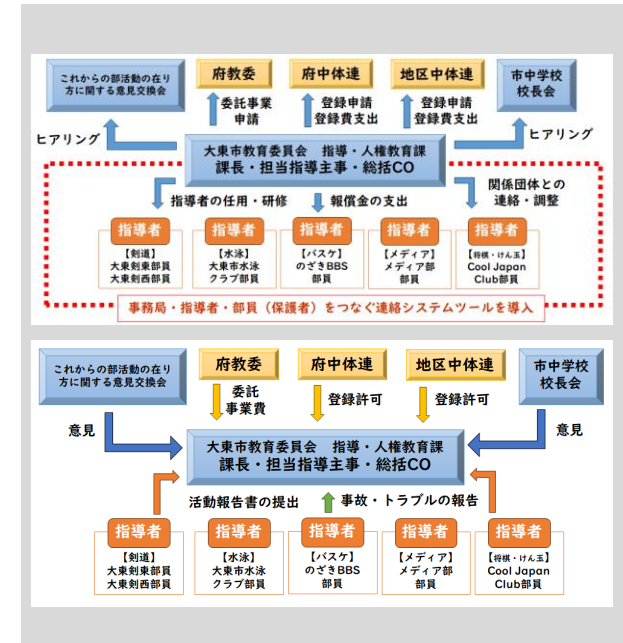 これからの部活動の在り
方に関する意見交換会
府教委
府中体連
地区中体連
市中学校
校長会
委託事業
申請
登録申請
登録費支出
登録申請
登録費支出
ヒアリング
ヒアリング
大東市教育委員会 指導・人権教育課
課長・担当指導主事・総括CO
指導者の任用・研修
報償金の支出
関係団体との
連絡・調整
指導者
【剣道】
大東剣東部員
大東剣西部員
指導者
【水泳】
大東市水泳
クラブ部員
指導者
【バスケ】
のざきBBS
部員
指導者
【メディア】
メディア部
部員
指導者
【将棋・けん玉】
Cool Japan
Club部員
事務局・指導者・部員(保護者)をつなぐ連絡システムツールを導入
これからの部活動の在り
方に関する意見交換会
府教委
府中体連
地区中体連
市中学校
校長会
委託
事業費
登録許可
登録許可
意見
意見
大東市教育委員会 指導・人権教育課
課長・担当指導主事・総括CO
活動報告書の提出
事故・トラブルの報告
指導者
【剣道】
大東剣東部員
大東剣西部員
指導者
【水泳】
大東市水泳
クラブ部員
指導者
【バスケ】
のざきBBS
部員
指導者
【メディア】
メディア部
部員
指導者
【将棋・けん玉】
Cool Japan
Club部員